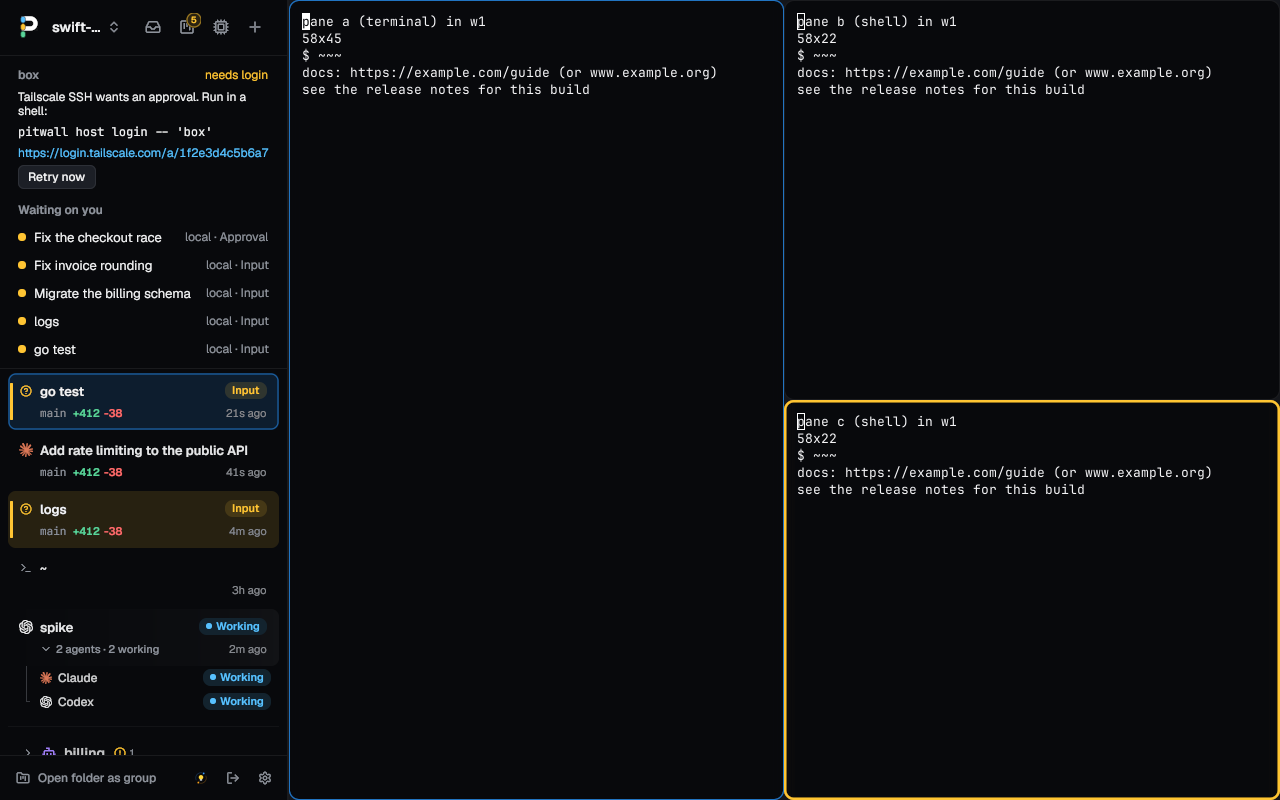 swift-...
5
box
needs login
Tailscale SSH wants an approval. Run in a
shell:
pitwall host login -- 'box'
https://login.tailscale.com/a/1f2e3d4c5b6a7
Retry now
Waiting on you
Fix the checkout race
local · Approval
Fix invoice rounding
local · Input
Migrate the billing schema
local · Input
logs
local · Input
go test
local · Input
go test
Input
main +412 -38
21s ago
Add rate limiting to the public API
main +412 -38
41s ago
logs
Input
main +412 -38
4m ago
~
3h ago
spike
Working
2 agents · 2 working
2m ago
Claude
Working
Codex
Working
billing
1
Open folder as group
pane a (terminal) in w1
58x45
$ ~~~
docs: https://example.com/guide (or www.example.org)
see the release notes for this build
pane b (shell) in w1
58x22
$ ~~~
docs: https://example.com/guide (or www.example.org)
see the release notes for this build
pane c (shell) in w1
58x22
$ ~~~
docs: https://example.com/guide (or www.example.org)
see the release notes for this build